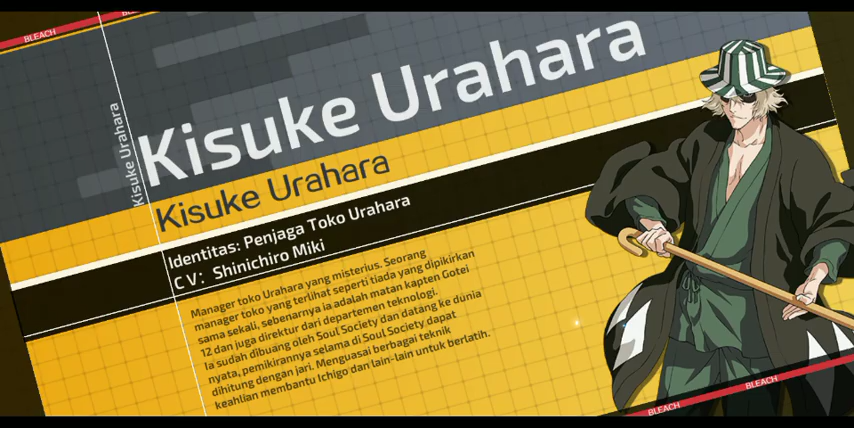 BLEACH
BLEACH
Kisuke Urahara
Kisuke Urahara
Kisuke Urahara
Identitas: Penjaga Toko Urahara
CV: Shinichiro Miki
Manager toko Urahara yang misterius. Seorang
manager toko yang terlihat seperti tiada yang dipikirkan
sama sekali, sebenarnya ia adalah matan kapten Gotei
12 dan juga direktur dari departemen teknologi.
Ia sudah dibuang oleh Soul Society dan datang ke dunia
nyata, pemikirannya selama di Soul Society dapat
dihitung dengan jari. Menguasai berbagai teknik
keahlian membantu Ichigo dan lain-lain untuk berlatih.
BLEACH
BLEACH